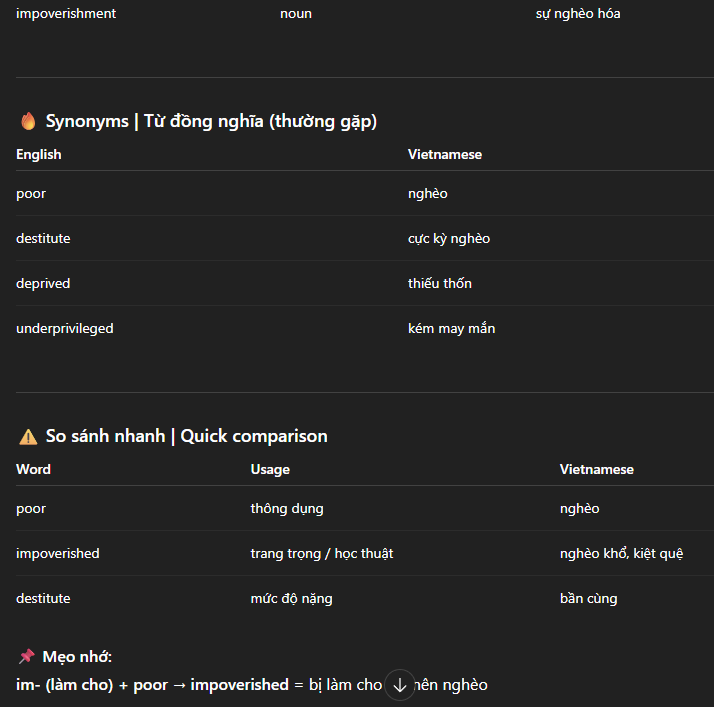 impoverishment noun sự nghèo hóa
Synonyms | Từ đồng nghĩa (thường gặp)
English Vietnamese
poor nghèo
destitute cực kỳ nghèo
deprived thiếu thốn
underprivileged kém may mắn
So sánh nhanh | Quick comparison
Word Usage Vietnamese
poor thông dụng nghèo
impoverished trang trọng / học thuật nghèo khổ, kiệt quệ
destitute mức độ nặng bần cùng
Mẹo nhớ:
im- (làm cho) + poor → impoverished = bị làm cho nên nghèo